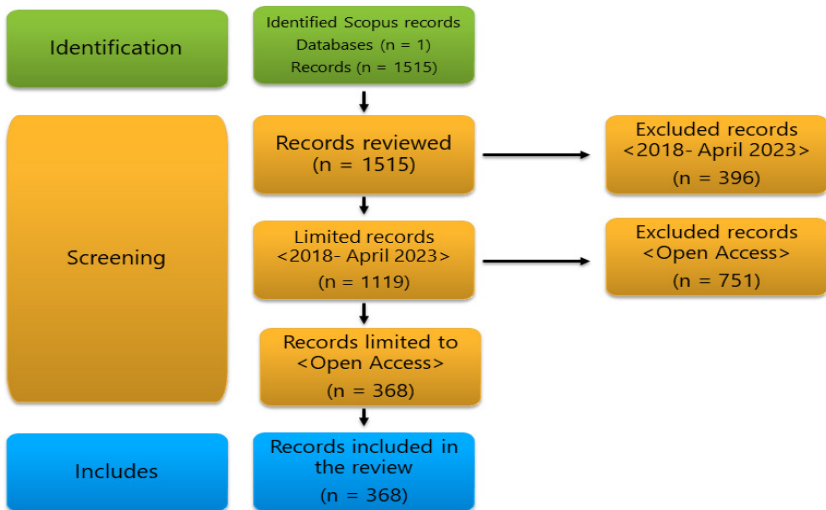 Identification
Identified Scopus records
Databases (n = 1)
Records (n = 1515)
Screening
Records reviewed
(n = 1515)
Excluded records
<2018- April 2023>
(n = 396)
Limited records
<2018- April 2023>
(n = 1119)
Excluded records
<Open Access>
(n = 751)
Records limited to
<Open Access>
(n = 368)
Includes
Records included in
the review
(n = 368)